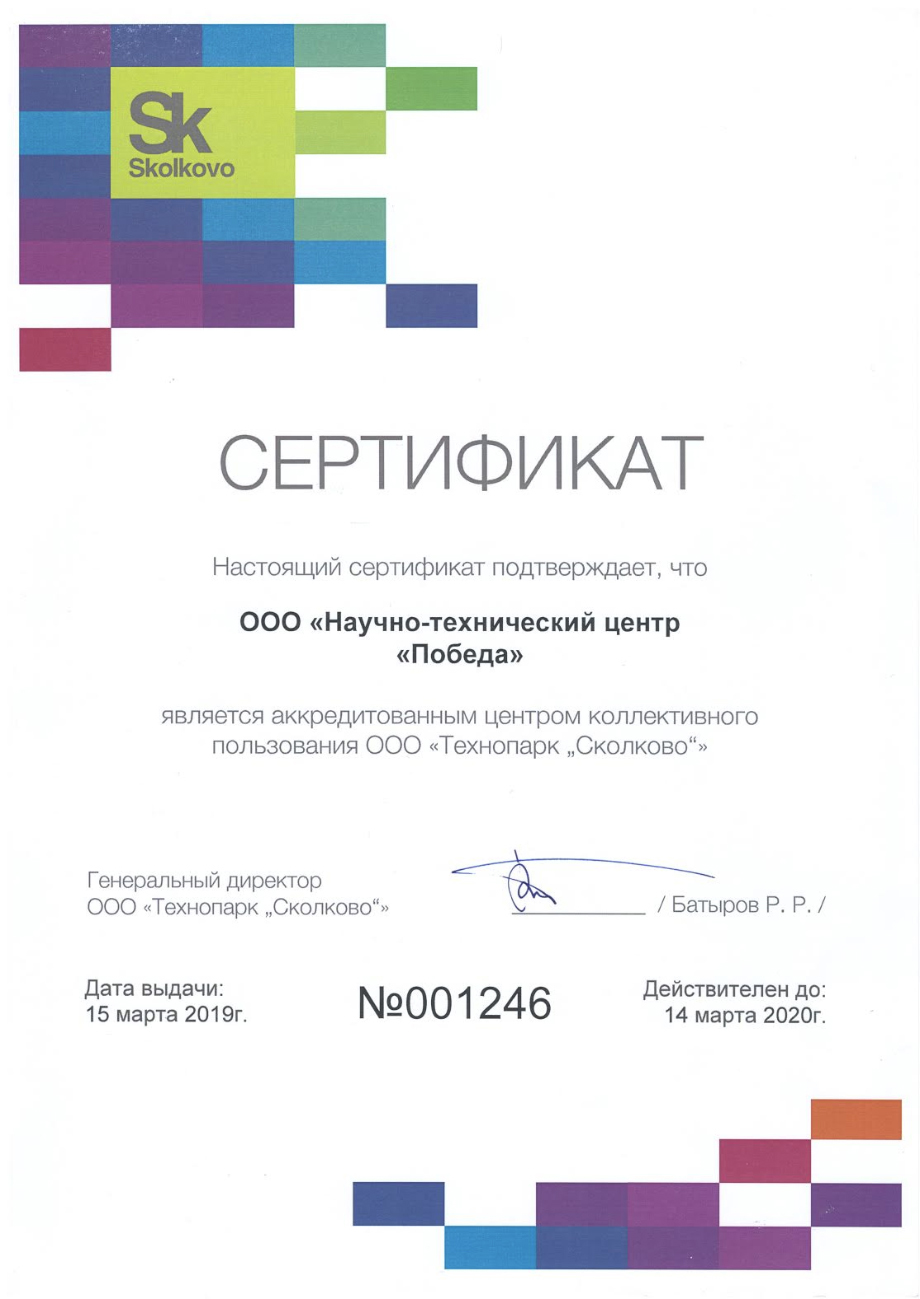 Sk
Skolkovo
СЕРТИФИКАТ
Настоящий сертификат подтверждает, что
ООО «Научно-технический центр
«Победа»
является аккредитованным центром коллективного
пользования ООО «Технопарк „Сколково“»
Генеральный директор
ООО «Технопарк „Сколково“»
/ Батыров Р. Р. /
Дата выдачи:
15 марта 2019г.
№001246
Действителен до:
14 марта 2020г.